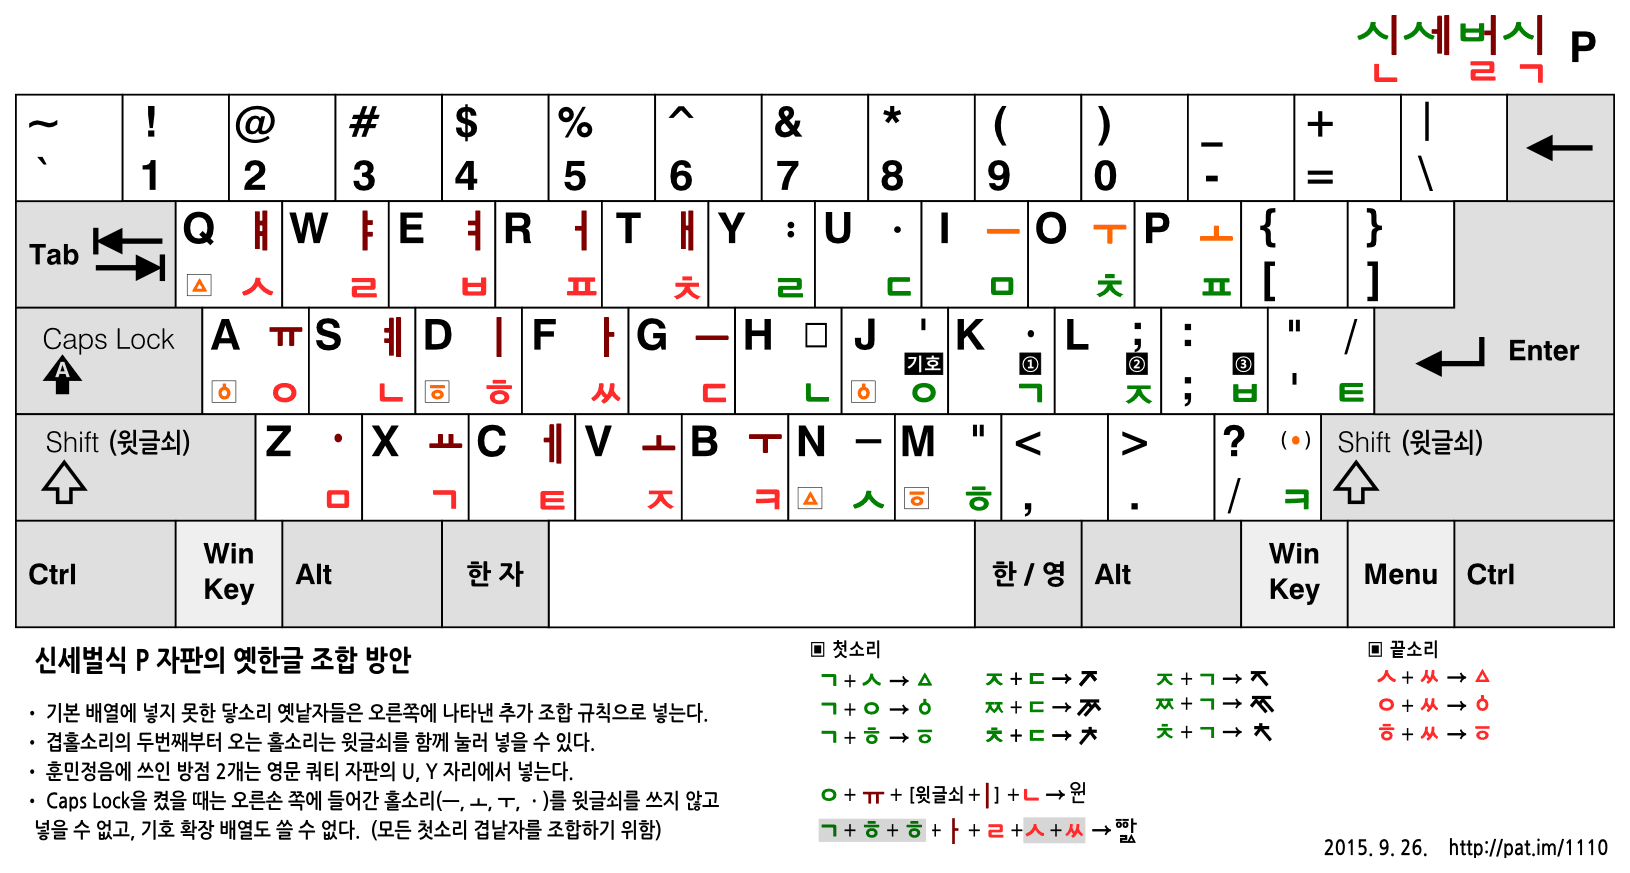 신세벌식 P
~ ! @ # $ % ^ & * ( ) _ + |
` 1 2 3 4 5 6 7 8 9 0 - = \
Tab Q ㅒ W ㅑ E ㅕ R ㅓ T ㅐ Y : U · I ㅡ O ㅜ P ㅗ { }
ㅿ ㅅ ㄹ ㅂ ㅍ ㅊ ㄹ ㄷ ㅁ ㅊ ㅍ [ ]
Caps Lock A ㅠ S ㅖ D ㅣ F ㅏ G ㅡ H □ J ' K · L ; : " / Enter
A ㆁ ㅇ ㄴ ㆆ ㅎ ㅆ ㄷ ㄴ ㆁ 기호 ㅇ ① ㄱ ② ㅈ ; ③ ㅂ ' ㅌ
Shift (윗글쇠) Z · X ㅛ C ㅔ V ㅗ B ㅜ N ― M " < > ? (·) Shift (윗글쇠)
ㅁ ㄱ ㅌ ㅈ ㅋ ㅿ ㅅ ㆆ ㅎ , . / ㅋ
Ctrl Win Key Alt 한 자 한 / 영 Alt Win Key Menu Ctrl
신세벌식 P 자판의 옛한글 조합 방안
· 기본 배열에 넣지 못한 닿소리 옛낱자들은 오른쪽에 나타낸 추가 조합 규칙으로 넣는다.
· 겹홀소리의 두번째부터 오는 홀소리는 윗글쇠를 함께 눌러 넣을 수 있다.
· 훈민정음에 쓰인 방점 2개는 영문 쿼티 자판의 U, Y 자리에서 넣는다.
· Caps Lock을 켰을 때는 오른손 쪽에 들어간 홀소리(ㅡ, ㅗ, ㅜ, ㆍ)를 윗글쇠를 쓰지 않고
넣을 수 없고, 기호 확장 배열도 쓸 수 없다. (모든 첫소리 겹낱자를 조합하기 위함)
▣ 첫소리
ㄱ + ㅅ → ㅿ ㅈ + ㄷ → ㅈ ㅈ + ㄱ → ㅈ
ㄱ + ㅇ → ㆁ ㅉ + ㄷ → ㅉ ㅉ + ㄱ → ㅉ
ㄱ + ㅎ → ㆆ ㅊ + ㄷ → ㅊ ㅊ + ㄱ → ㅊ
▣ 끝소리
ㅅ + ㅆ → ㅿ
ㅇ + ㅆ → ㆁ
ㅎ + ㅆ → ㆆ
ㅇ + ㅠ + [윗글쇠+ㅣ] + ㄴ →
ㄱ + ㅎ + ㅎ + ㅏ + ㄹ + ㅅ + ㅆ →
2015. 9. 26. http://pat.im/1110